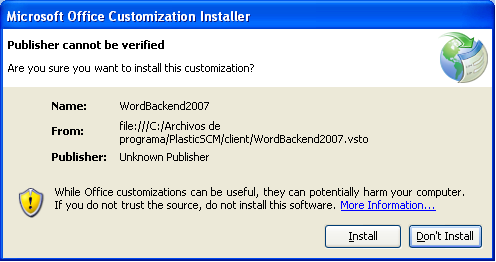 Microsoft Office Customization Installer
Publisher cannot be verified
Are you sure you want to install this customization?
Name: WordBackend2007
From: file:///C:/Archivos de
programa/PlasticSCM/client/WordBackend2007.vsto
Publisher: Unknown Publisher
While Office customizations can be useful, they can potentially harm your computer.
If you do not trust the source, do not install this software. More Information...
Install Don't Install